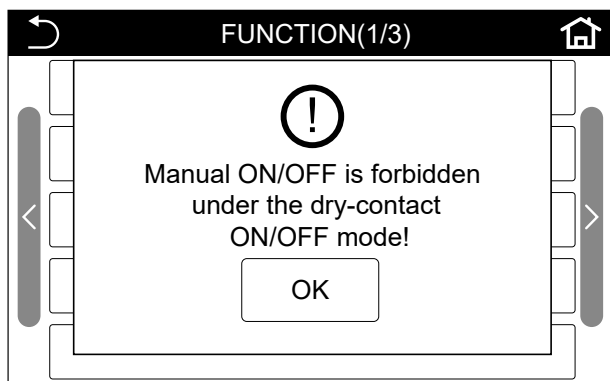 FUNCTION(1/3)
Manual ON/OFF is forbidden
under the dry-contact
ON/OFF mode!
OK